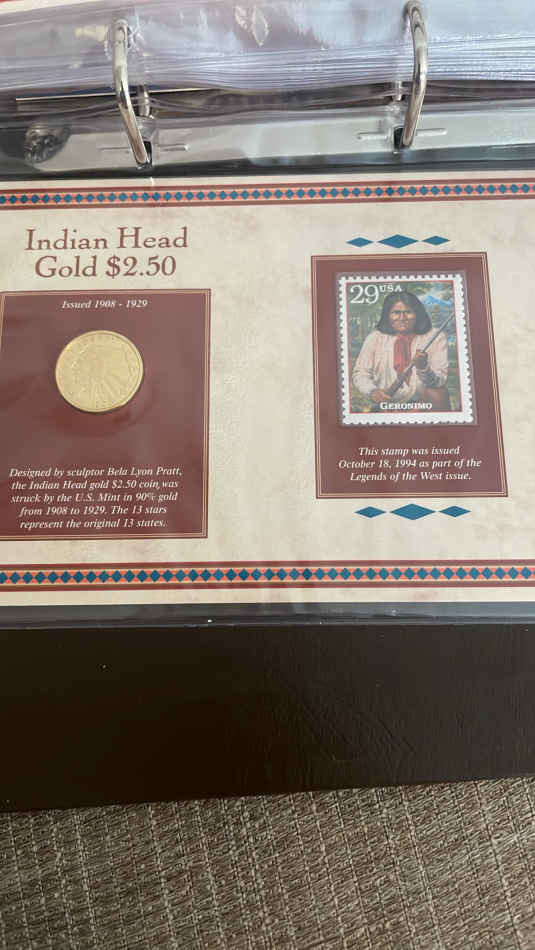 Indian Head
Gold $2.50
Issued 1908 - 1929
Designed by sculptor Bela Lyon Pratt,
the Indian Head gold $2.50 coin, was
struck by the U.S. Mint in 90% gold
from 1908 to 1929. The 13 stars
represent the original 13 states.
29 USA
GERONIMO
This stamp was issued
October 18, 1994 as part of the
Legends of the West issue.